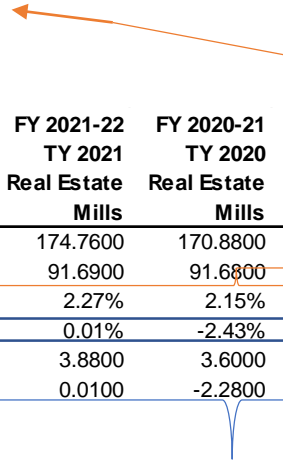 FY 2021-22 FY 2020-21
TY 2021 TY 2020
Real Estate Real Estate
Mills Mills
174.7600 170.8800
91.6900 91.6800
2.27% 2.15%
0.01% -2.43%
3.8800 3.6000
0.0100 -2.2800